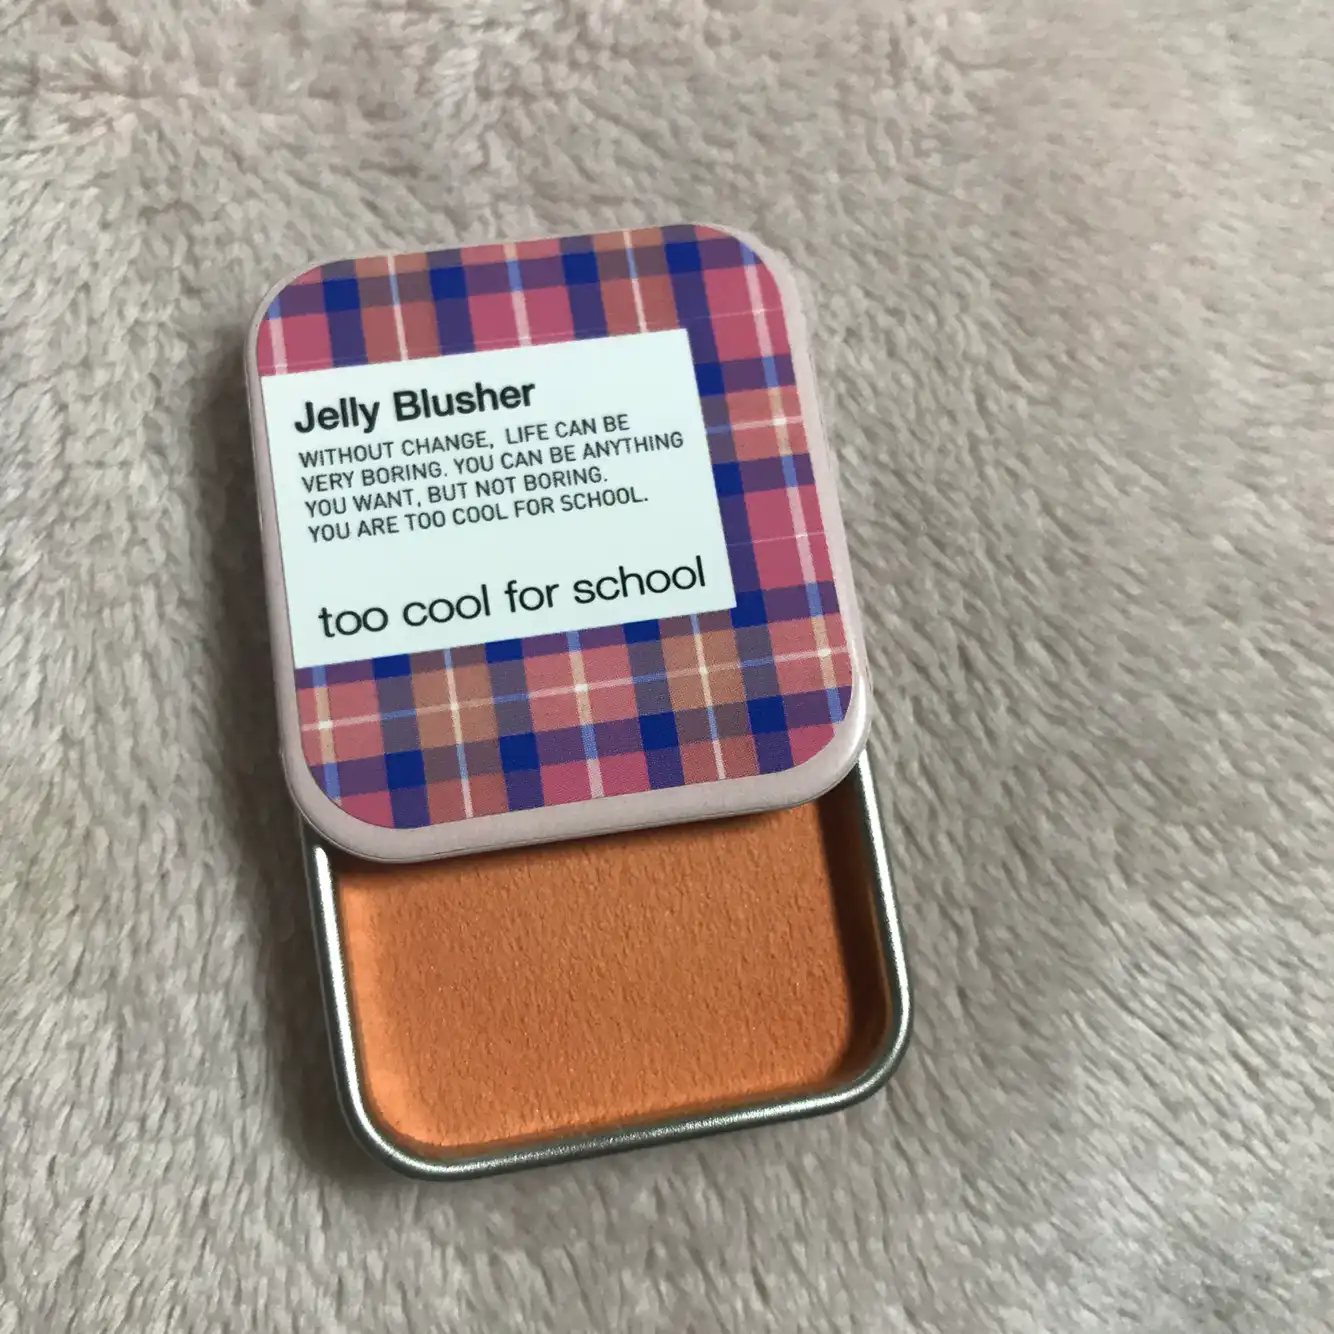 Jelly Blusher
WITHOUT CHANGE, LIFE CAN BE
VERY BORING. YOU CAN BE ANYTHING
YOU WANT, BUT NOT BORING.
YOU ARE TOO COOL FOR SCHOOL.
too cool for school